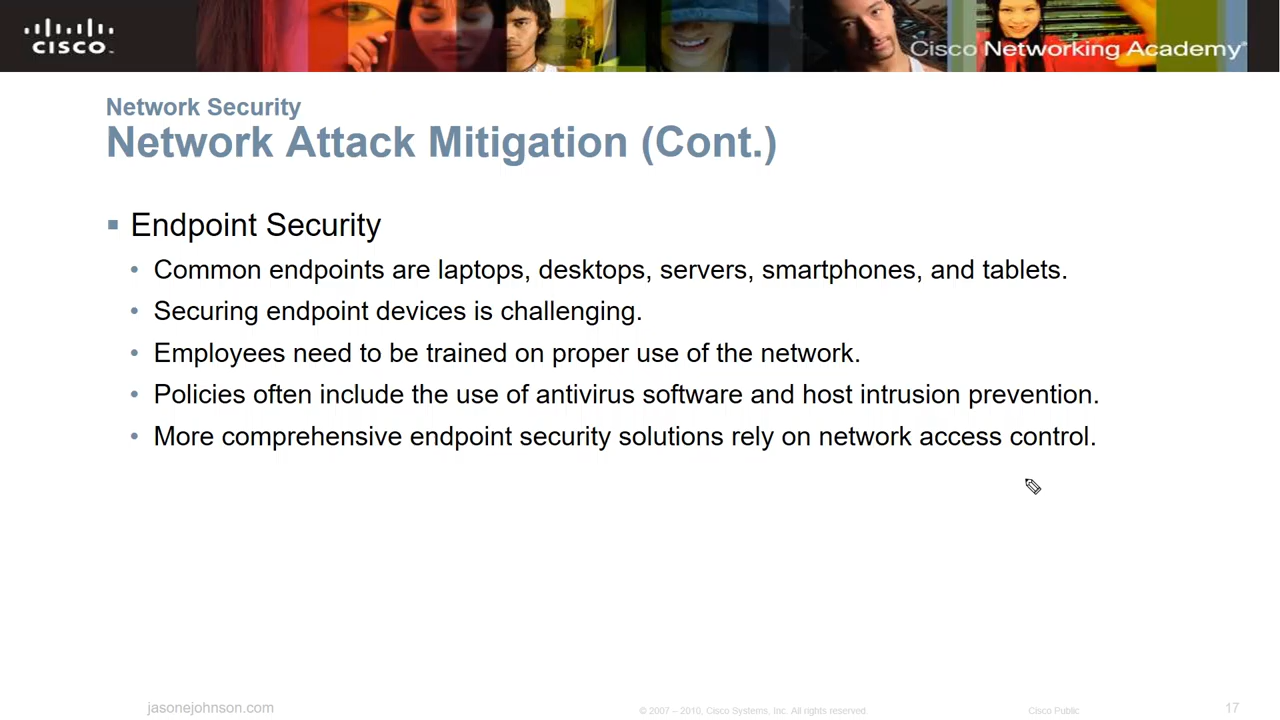 CISCO
Cisco Networking Academy
Network Security
Network Attack Mitigation (Cont.)
Endpoint Security
Common endpoints are laptops, desktops, servers, smartphones, and tablets.
Securing endpoint devices is challenging.
Employees need to be trained on proper use of the network.
Policies often include the use of antivirus software and host intrusion prevention.
More comprehensive endpoint security solutions rely on network access control.
jasonejohnson.com © 2007 – 2010, Cisco Systems, Inc. All rights reserved. Cisco Public 17